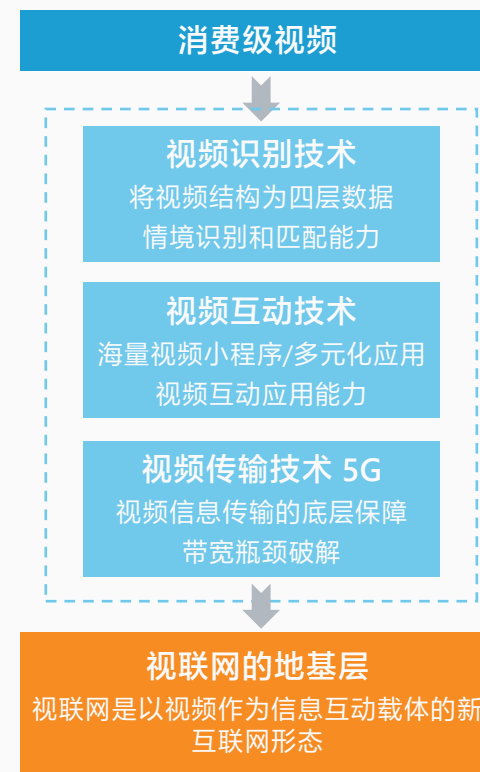 消费级视频
视频识别技术
将视频结构为四层数据
情境识别和匹配能力
视频互动技术
海量视频小程序/多元化应用
视频互动应用能力
视频传输技术 5G
视频信息传输的底层保障
带宽瓶颈破解
视联网的地基层
视联网是以视频作为信息互动载体的新
互联网形态